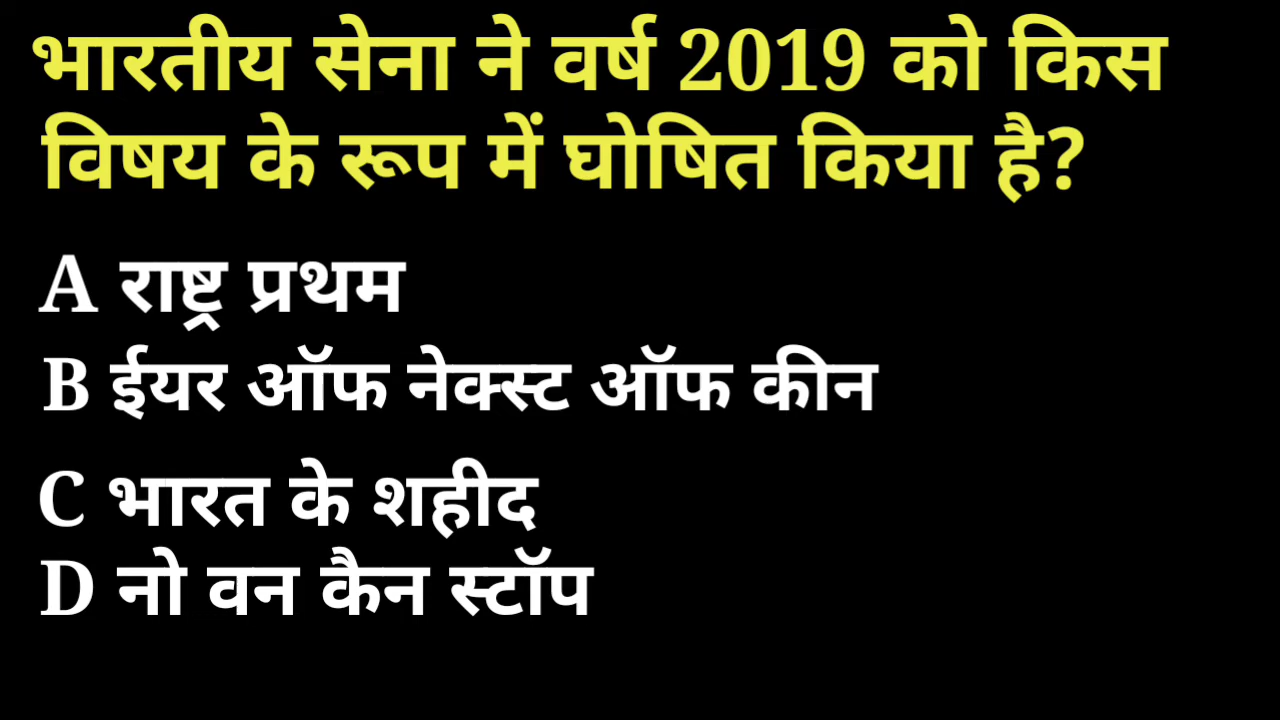 भारतीय सेना ने वर्ष 2019 को किस
विषय के रूप में घोषित किया है?
A राष्ट्र प्रथम
B ईयर ऑफ नेक्स्ट ऑफ कीन
C भारत के शहीद
D नो वन कैन स्टॉप